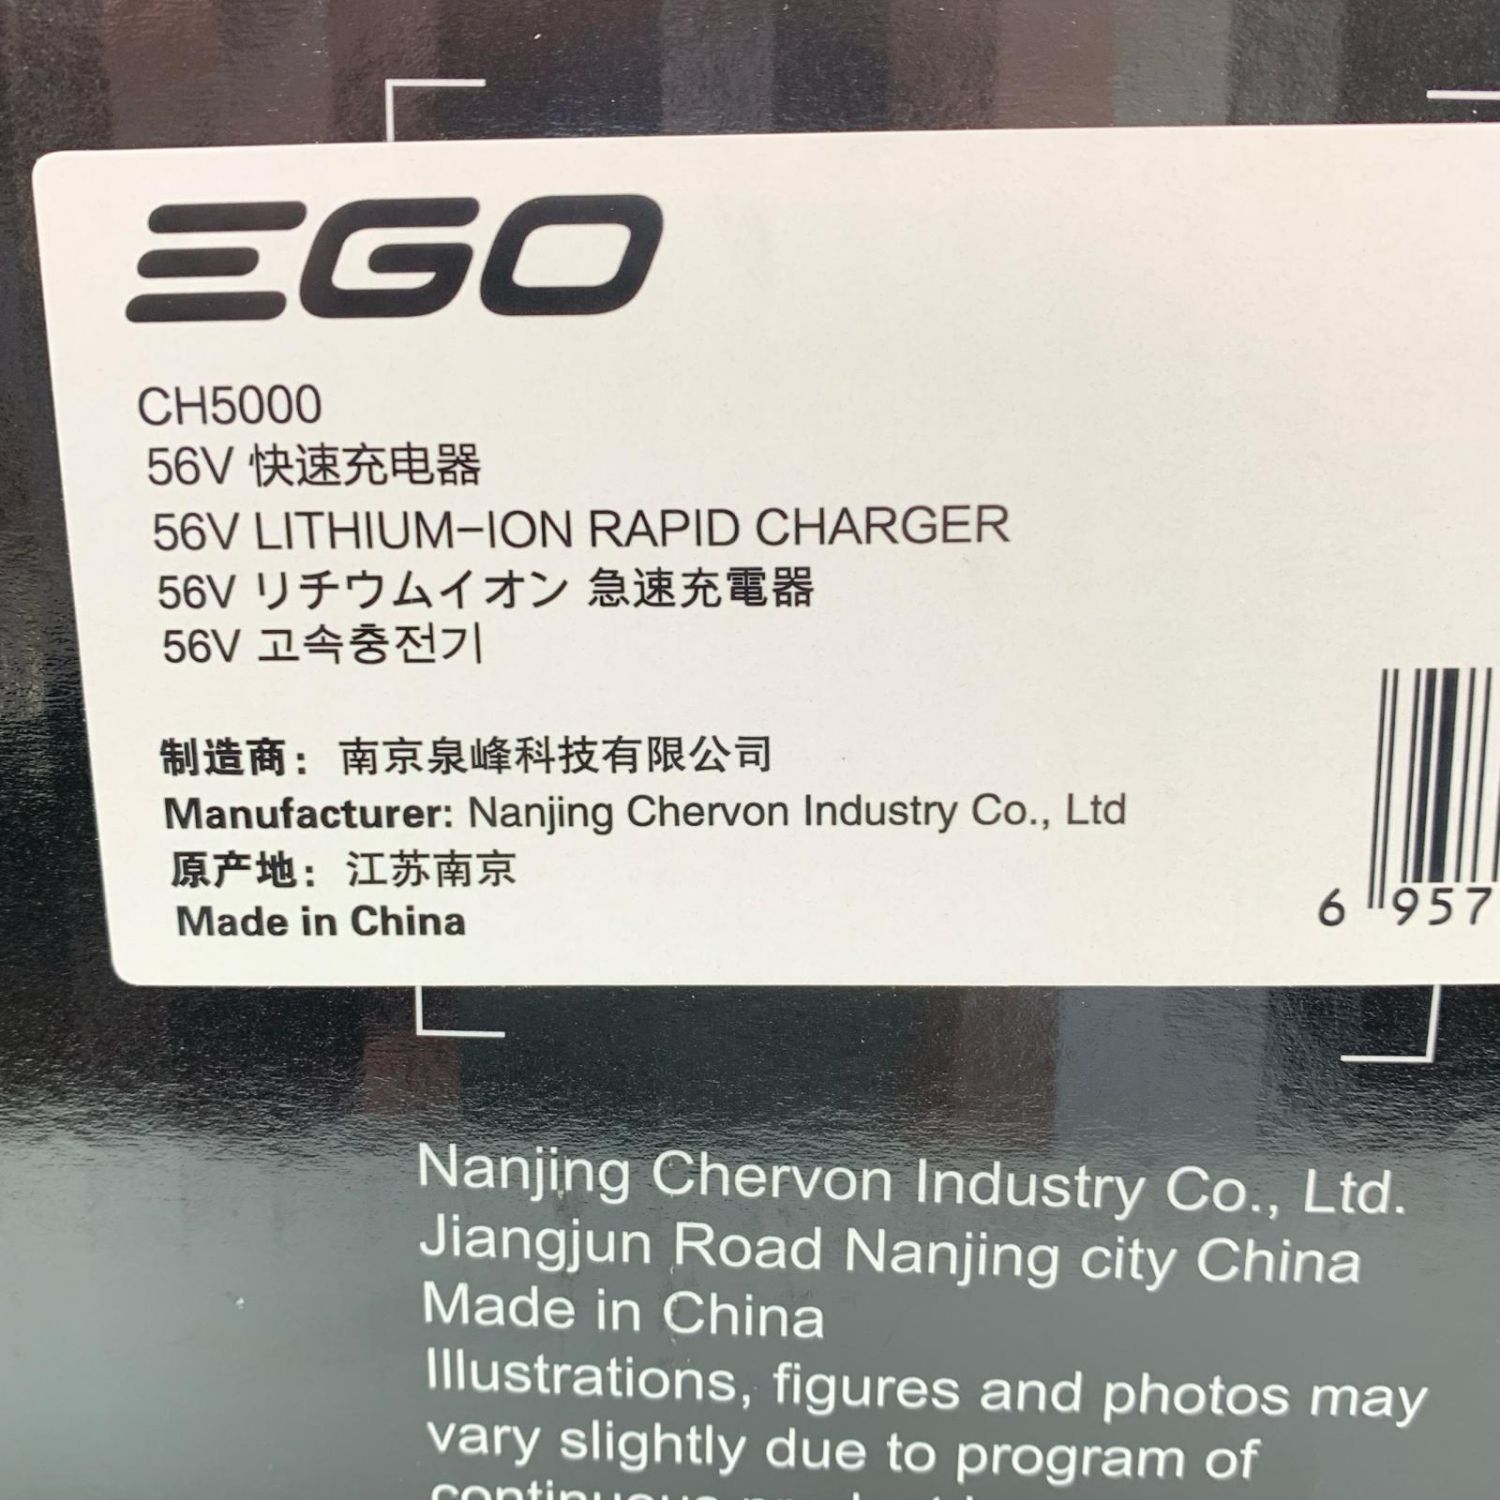 EGO
CH5000
56V 快速充电器
56V LITHIUM-ION RAPID CHARGER
56V リチウムイオン 急速充電器
56V 고속충전기
制造商: 南京泉峰科技有限公司
Manufacturer: Nanjing Chervon Industry Co., Ltd
原产地: 江苏南京
Made in China
6 957
Nanjing Chervon Industry Co., Ltd.
Jiangjun Road Nanjing city China
Made in China
Illustrations, figures and photos may
vary slightly due to program of
continuous